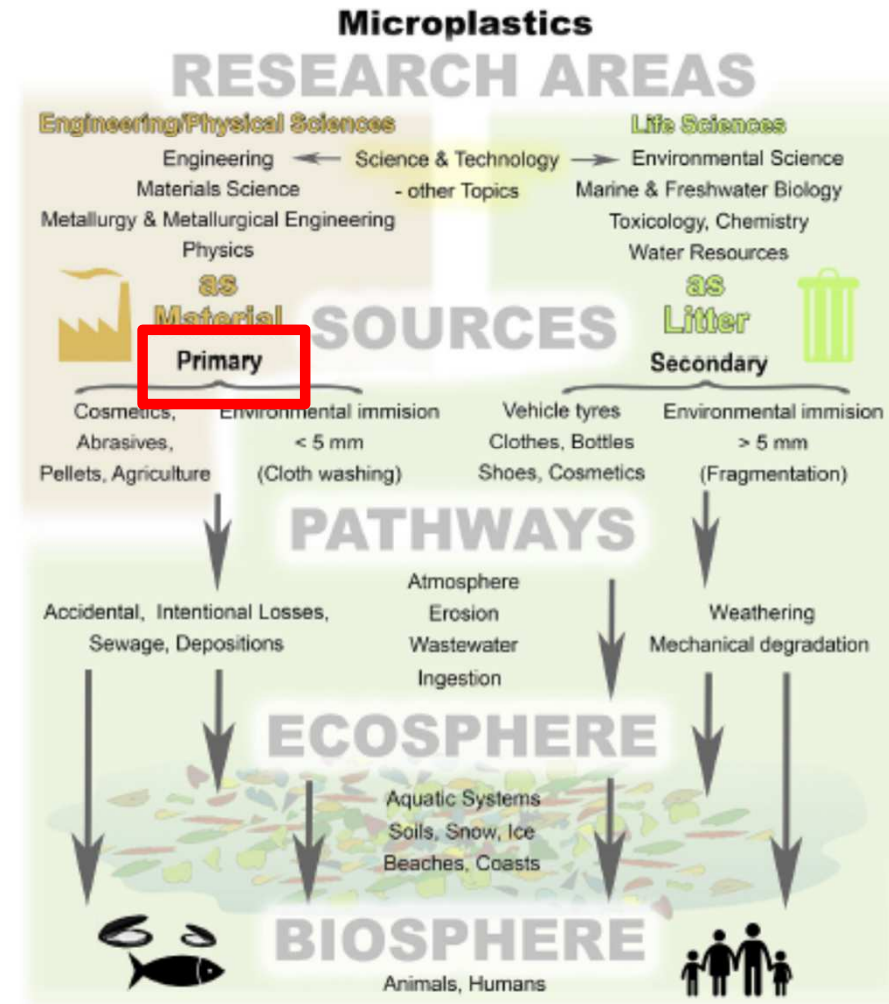 Microplastics
RESEARCH AREAS
Engineering/Physical Sciences
Life Sciences
Engineering
Science & Technology
Environmental Science
Materials Science
- other Topics
Marine & Freshwater Biology
Metallurgy & Metallurgical Engineering
Toxicology, Chemistry
Physics
Water Resources
as
Material
SOURCES
as
Litter
Primary
Secondary
Cosmetics,
Abrasives,
Pellets, Agriculture
Environmental immision
< 5 mm
(Cloth washing)
Vehicle tyres
Clothes, Bottles
Shoes, Cosmetics
Environmental immision
> 5 mm
(Fragmentation)
PATHWAYS
Accidental, Intentional Losses,
Sewage, Depositions
Atmosphere
Erosion
Wastewater
Ingestion
Weathering
Mechanical degradation
ECOSPHERE
Aquatic Systems
Soils, Snow, Ice
Beaches, Coasts
BIOSPHERE
Animals, Humans